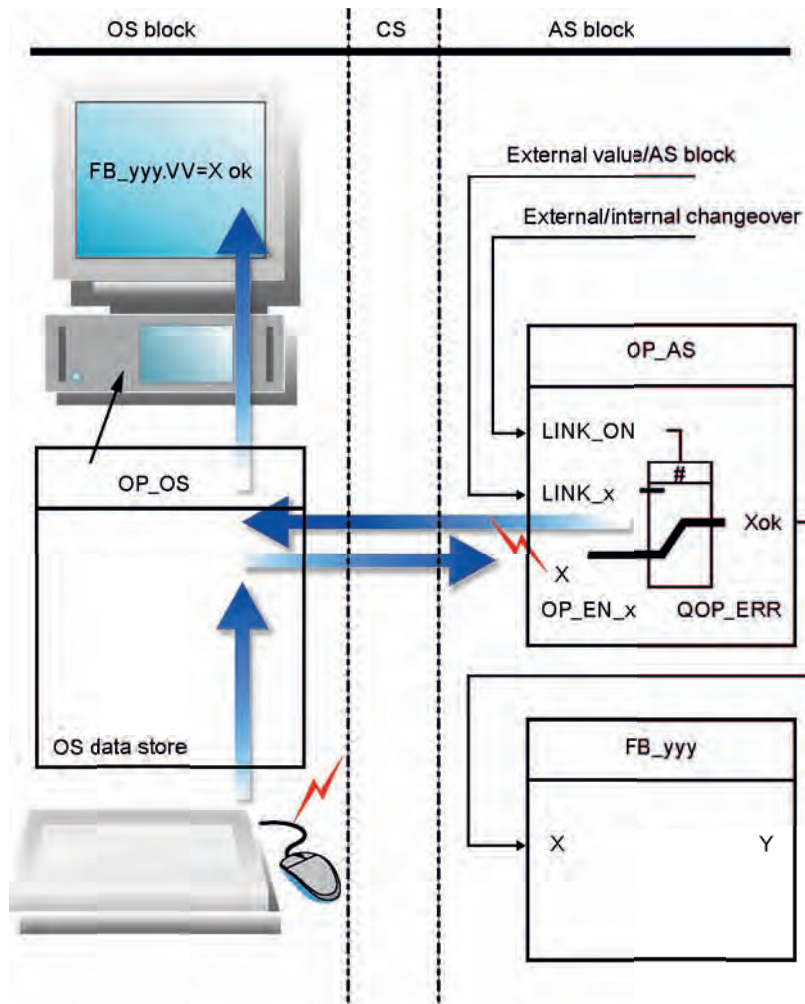 OS block
CS
AS block
FB_yyy.VV=X ok
External value/AS block
External/internal changeover
OP_AS
LINK_ON
#
LINK_x
Xok
X
OP_EN_x
QOP_ERR
OP_OS
OS data store
FB_yyy
X
Y